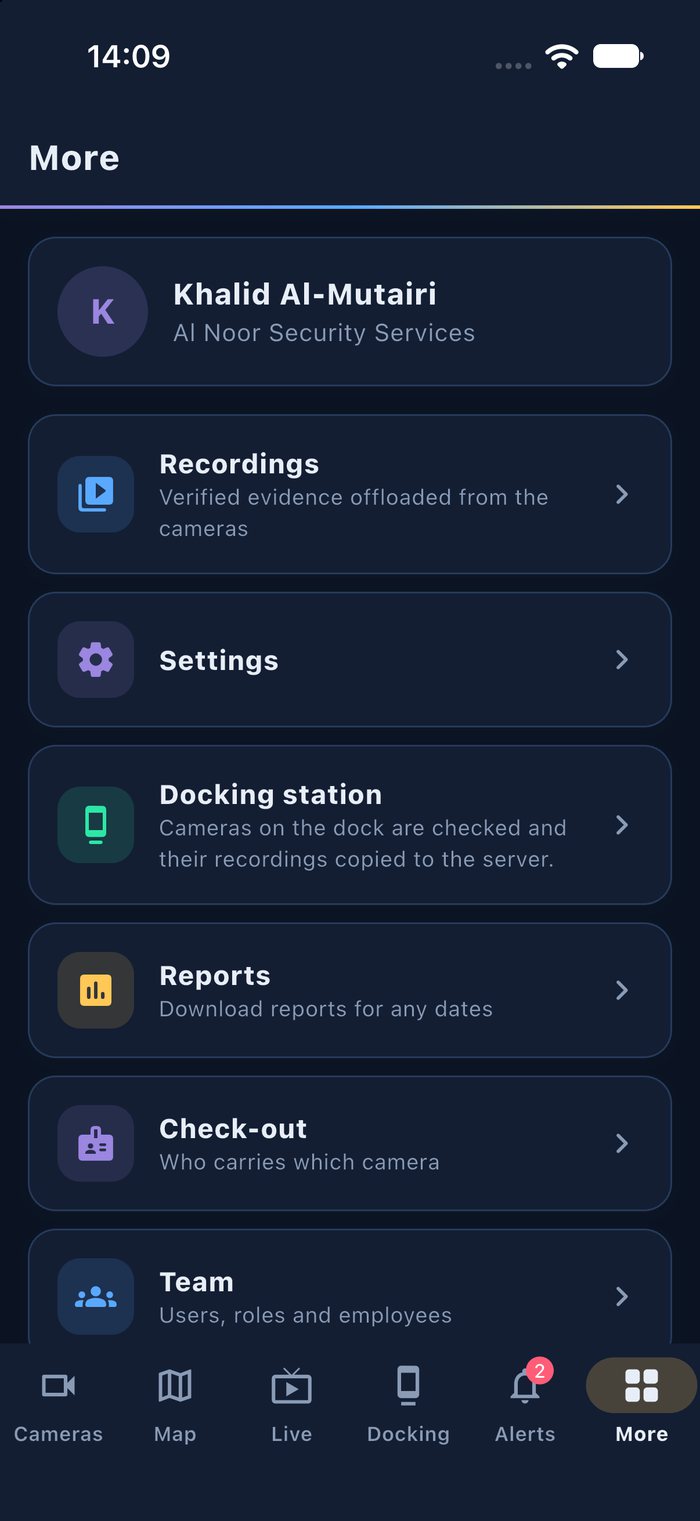 14:09
More
K
Khalid Al-Mutairi
Al Noor Security Services
Recordings
Verified evidence offloaded from the
cameras
Settings
Docking station
Cameras on the dock are checked and
their recordings copied to the server.
Reports
Download reports for any dates
Check-out
Who carries which camera
Team
Users, roles and employees
2
Cameras
Map
Live
Docking
Alerts
More